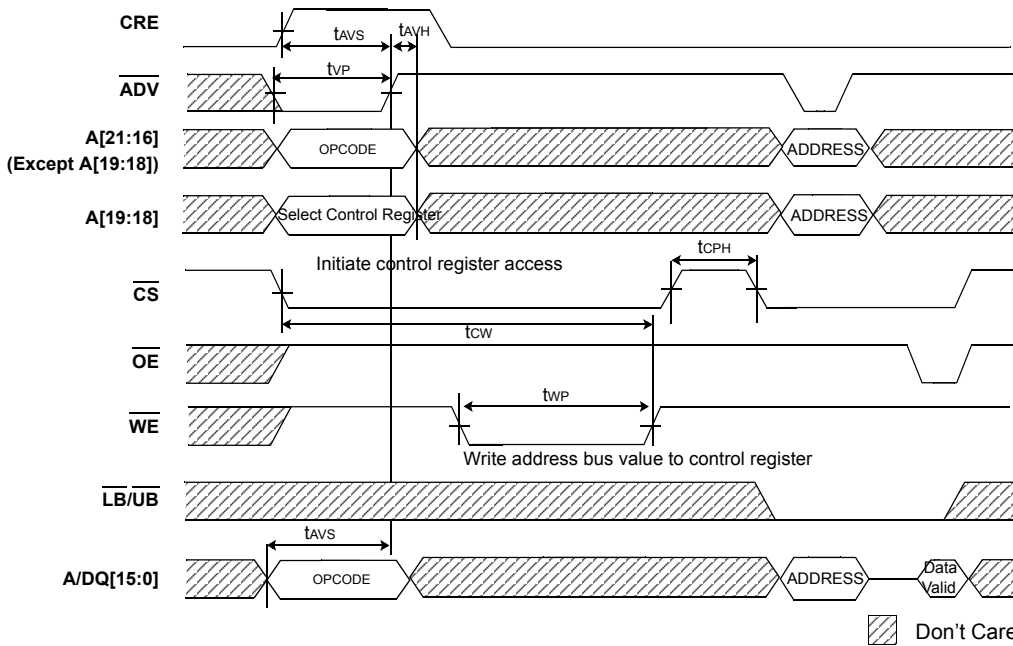 CRE
tAVS
tAVH
ADV
tVP
A[21:16]
(Except A[19:18])
OPCODE
ADDRESS
A[19:18]
Select Control Register
ADDRESS
Initiate control register access
tCPH
CS
tCW
OE
WE
tWP
Write address bus value to control register
LB/UB
tAVS
A/DQ[15:0]
OPCODE
ADDRESS
Data
Valid
Don't Care